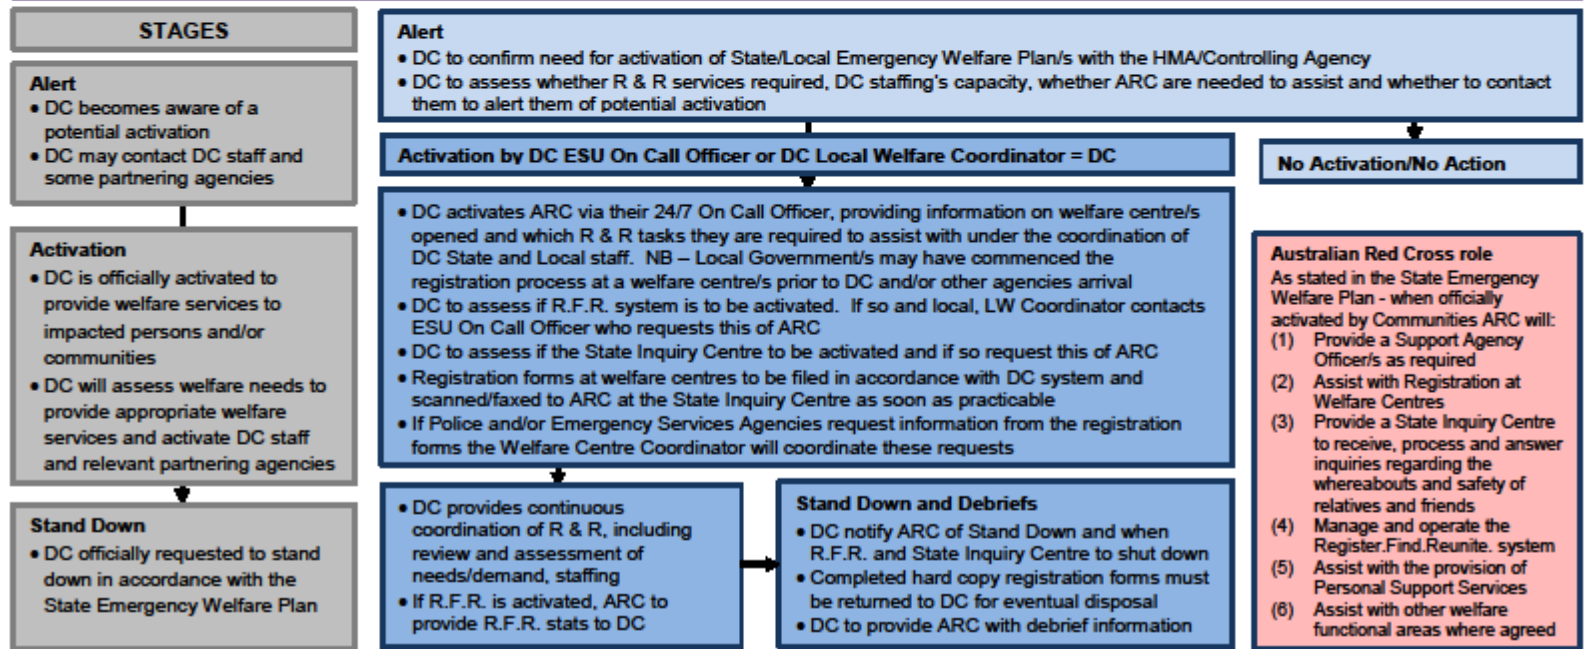 STAGES
Alert
• DC becomes aware of a
potential activation
• DC may contact DC staff and
some partnering agencies
Activation
• DC is officially activated to
provide welfare services to
impacted persons and/or
communities
• DC will assess welfare needs to
provide appropriate welfare
services and activate DC staff
and relevant partnering agencies
Stand Down
• DC officially requested to stand
down in accordance with the
State Emergency Welfare Plan
Alert
• DC to confirm need for activation of State/Local Emergency Welfare Plan/s with the HMA/Controlling Agency
• DC to assess whether R & R services required, DC staffing's capacity, whether ARC are needed to assist and whether to contact
them to alert them of potential activation
Activation by DC ESU On Call Officer or DC Local Welfare Coordinator = DC
No Activation/No Action
• DC activates ARC via their 24/7 On Call Officer, providing information on welfare centre/s
opened and which R & R tasks they are required to assist with under the coordination of
DC State and Local staff.  NB – Local Government/s may have commenced the
registration process at a welfare centre/s prior to DC and/or other agencies arrival
• DC to assess if R.F.R. system is to be activated.  If so and local, LW Coordinator contacts
ESU On Call Officer who requests this of ARC
• DC to assess if the State Inquiry Centre to be activated and if so request this of ARC
• Registration forms at welfare centres to be filed in accordance with DC system and
scanned/faxed to ARC at the State Inquiry Centre as soon as practicable
• If Police and/or Emergency Services Agencies request information from the registration
forms the Welfare Centre Coordinator will coordinate these requests
• DC provides continuous
coordination of R & R, including
review and assessment of
needs/demand, staffing
• If R.F.R. is activated, ARC to
provide R.F.R. stats to DC
Stand Down and Debriefs
• DC notify ARC of Stand Down and when
R.F.R. and State Inquiry Centre to shut down
• Completed hard copy registration forms must
be returned to DC for eventual disposal
• DC to provide ARC with debrief information
Australian Red Cross role
As stated in the State Emergency
Welfare Plan - when officially
activated by Communities ARC will:
(1) Provide a Support Agency
Officer/s as required
(2) Assist with Registration at
Welfare Centres
(3) Provide a State Inquiry Centre
to receive, process and answer
inquiries regarding the
whereabouts and safety of
relatives and friends
(4) Manage and operate the
Register.Find.Reunite. system
(5) Assist with the provision of
Personal Support Services
(6) Assist with other welfare
functional areas where agreed